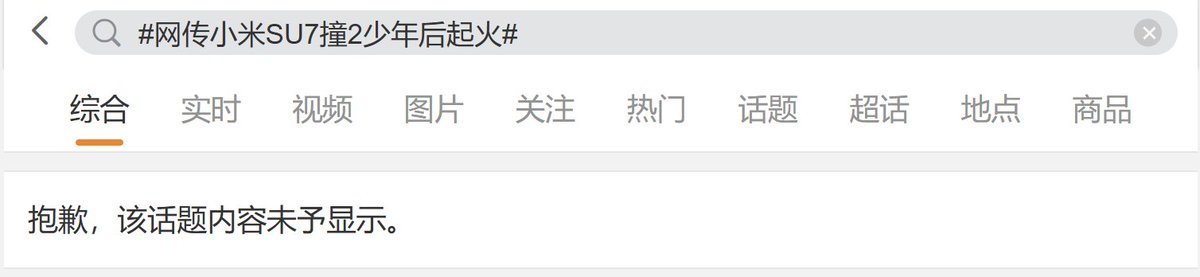 #网传小米SU7撞2少年后起火#
综合 实时 视频 图片 关注 热门 话题 超话 地点 商品
抱歉，该话题内容未予显示。